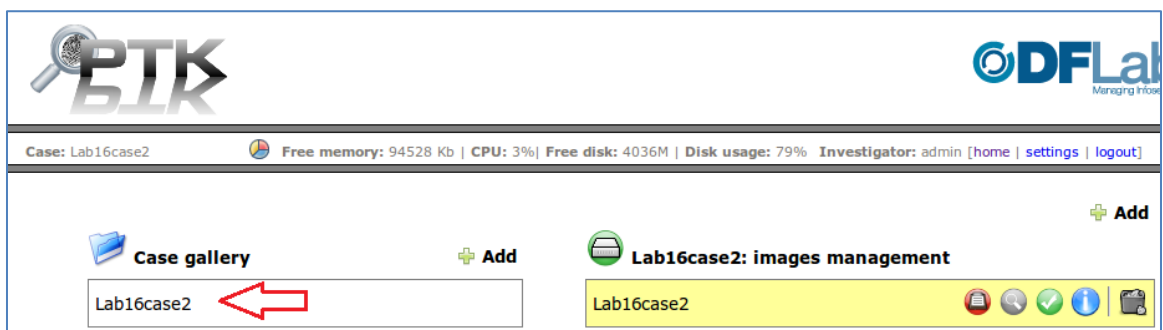 PTK
DFLab
Managing Infose
Case: Lab16case2 Free memory: 94528 Kb | CPU: 3%| Free disk: 4036M | Disk usage: 79% Investigator: admin [home | settings | logout]
Add
Case gallery Add Lab16case2: images management
Lab16case2 Lab16case2